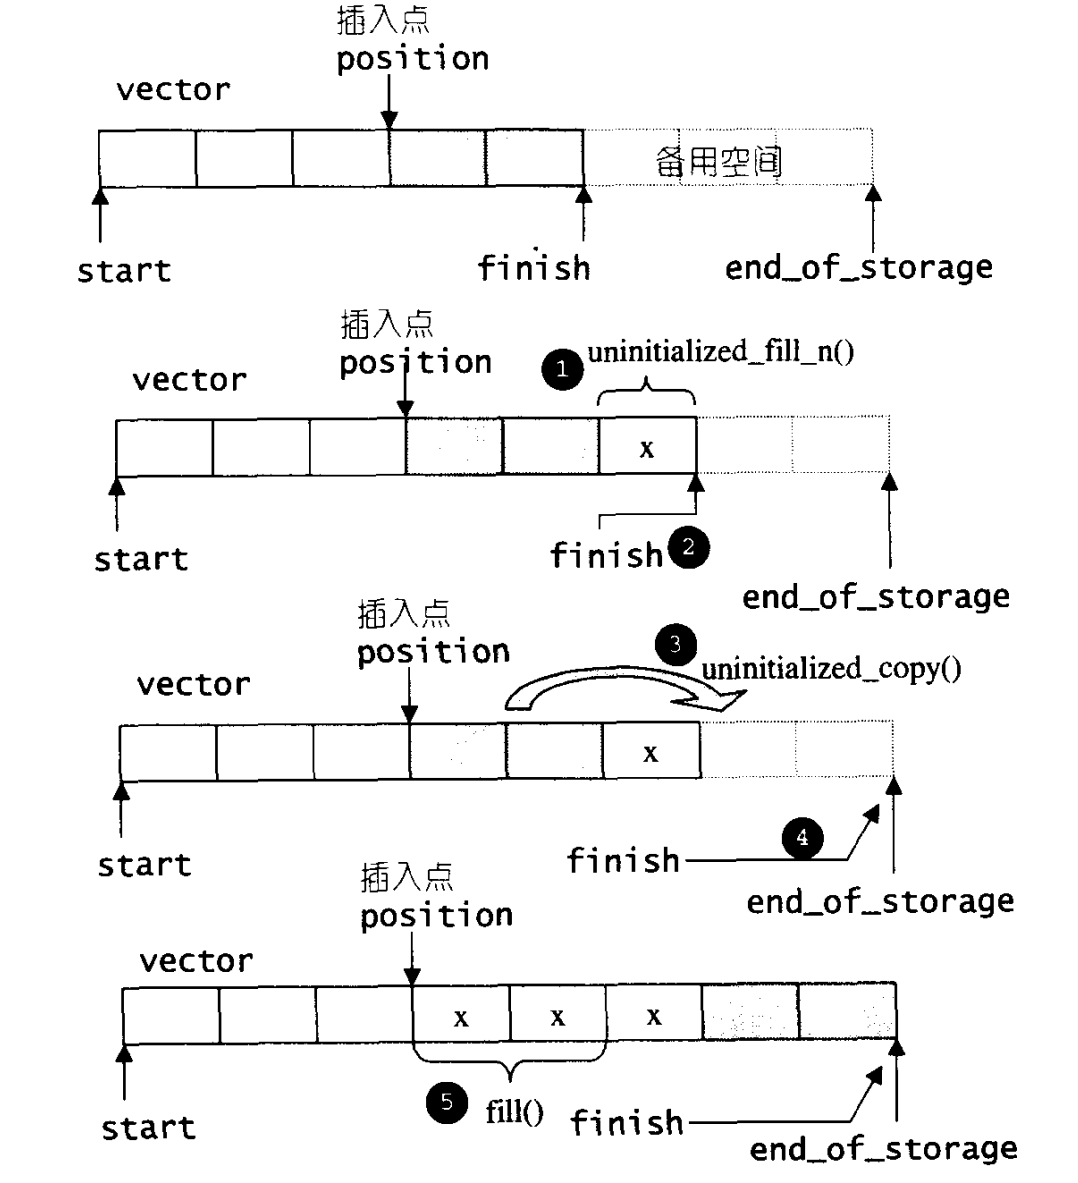 插入点
position
vector
备用空间
start
finish
end_of_storage
插入点
position
1
uninitialized_fill_n()
vector
x
start
finish
2
end_of_storage
插入点
position
3
uninitialized_copy()
vector
x
start
4
finish
end_of_storage
插入点
position
vector
x x x
5
fill()
start
finish
end_of_storage